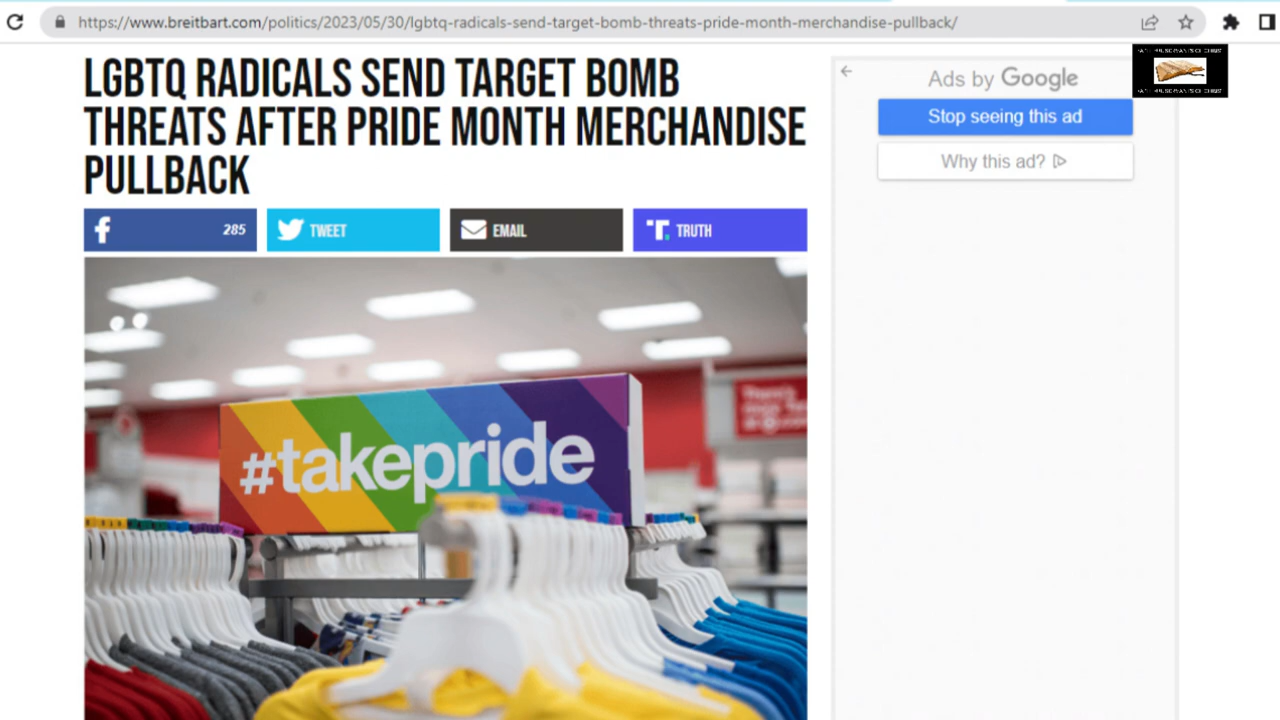 https://www.breitbart.com/politics/2023/05/30/lgbtq-radicals-send-target-bomb-threats-pride-month-merchandise-pullback/
LGBTQ RADICALS SEND TARGET BOMB
THREATS AFTER PRIDE MONTH MERCHANDISE
PULLBACK
Ads by Google
Stop seeing this ad
Why this ad?
285
TWEET
EMAIL
TRUTH
#takepride